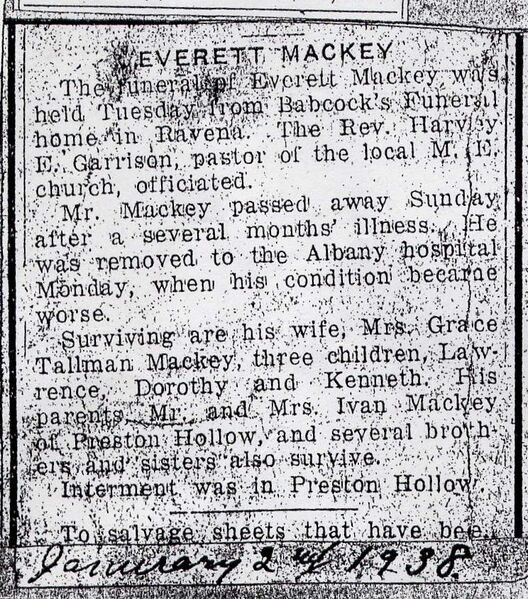 EVERETT MACKEY
The funeral of Everett Mackey was
held Tuesday from Babcock's Funeral
home in Ravena. The Rev. Harvey
E. Garrison, pastor of the local M. E.
church, officiated.
Mr. Mackey passed away Sunday
after a several months' illness. He
was removed to the Albany hospital
Monday, when his condition became
worse.
Surviving are his wife, Mrs. Grace
Tallman Mackey, three children, Law-
rence, Dorothy and Kenneth. His
parents, Mr. and Mrs. Ivan Mackey
of Preston Hollow, and several broth-
ers and sisters also survive.
Interment was in Preston Hollow.
To salvage sheets that have bee
January 2nd 1938